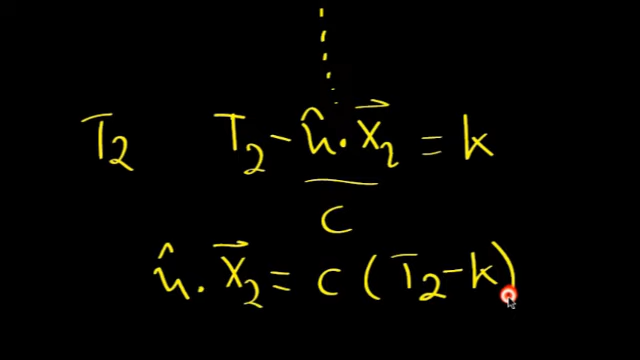 T₂ T₂ - n̂·x⃗₂/c = k
n̂·x⃗₂ = c (T₂ - k)